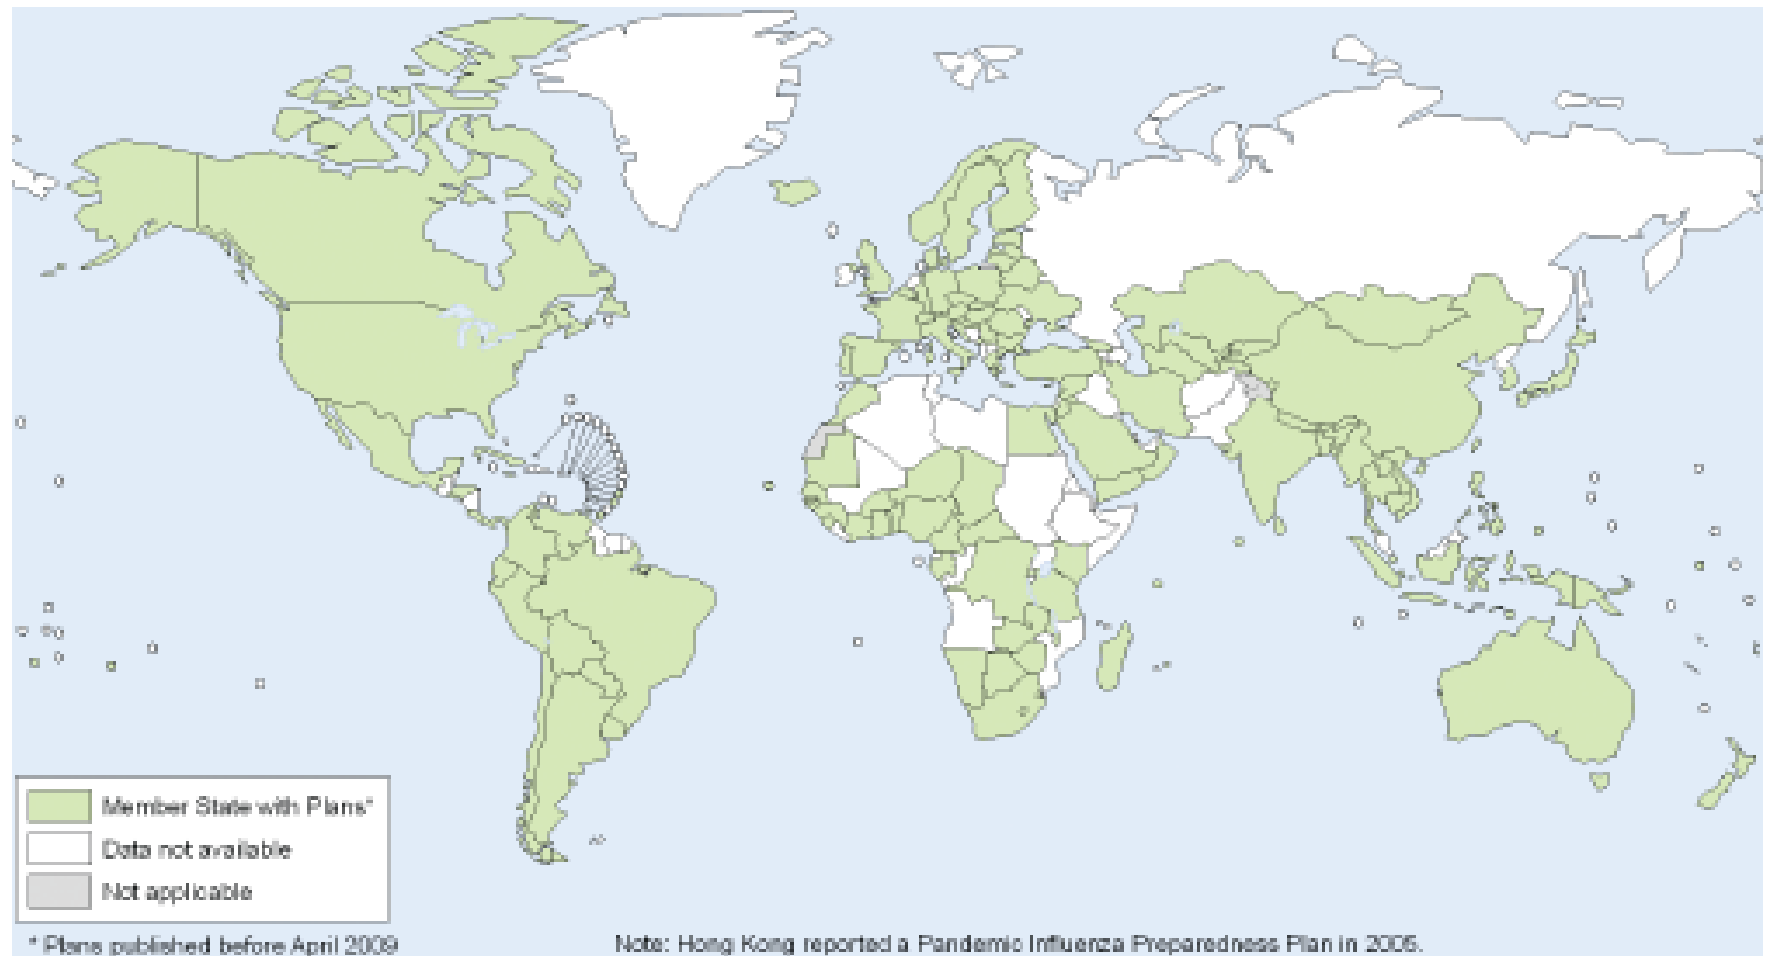 Member State with Plans*
Data not available
Not applicable
* Plans published before April 2009
Note: Hong Kong reported a Pandemic Influenza Preparedness Plan in